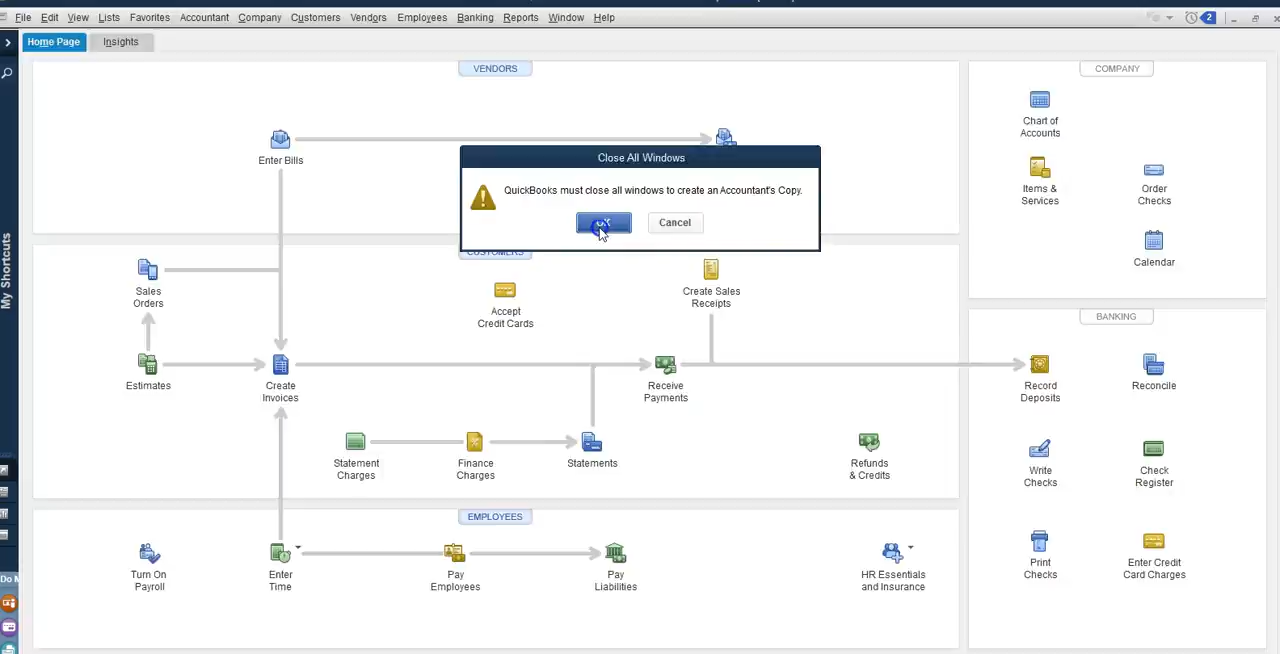 File Edit View Lists Favorites Accountant Company Customers Vendors Employees Banking Reports Window Help
2
Home Page Insights
My Shortcuts
VENDORS
Enter Bills
Close All Windows
QuickBooks must close all windows to create an Accountant's Copy.
Cancel
CUSTOMERS
Sales
Orders
Accept
Credit Cards
Create Sales
Receipts
Estimates
Create
Invoices
Receive
Payments
Statement
Charges
Finance
Charges
Statements
Refunds
& Credits
EMPLOYEES
Turn On
Payroll
Enter
Time
Pay
Employees
Pay
Liabilities
HR Essentials
and Insurance
COMPANY
Chart of
Accounts
Items &
Services
Order
Checks
Calendar
BANKING
Record
Deposits
Reconcile
Write
Checks
Check
Register
Print
Checks
Enter Credit
Card Charges